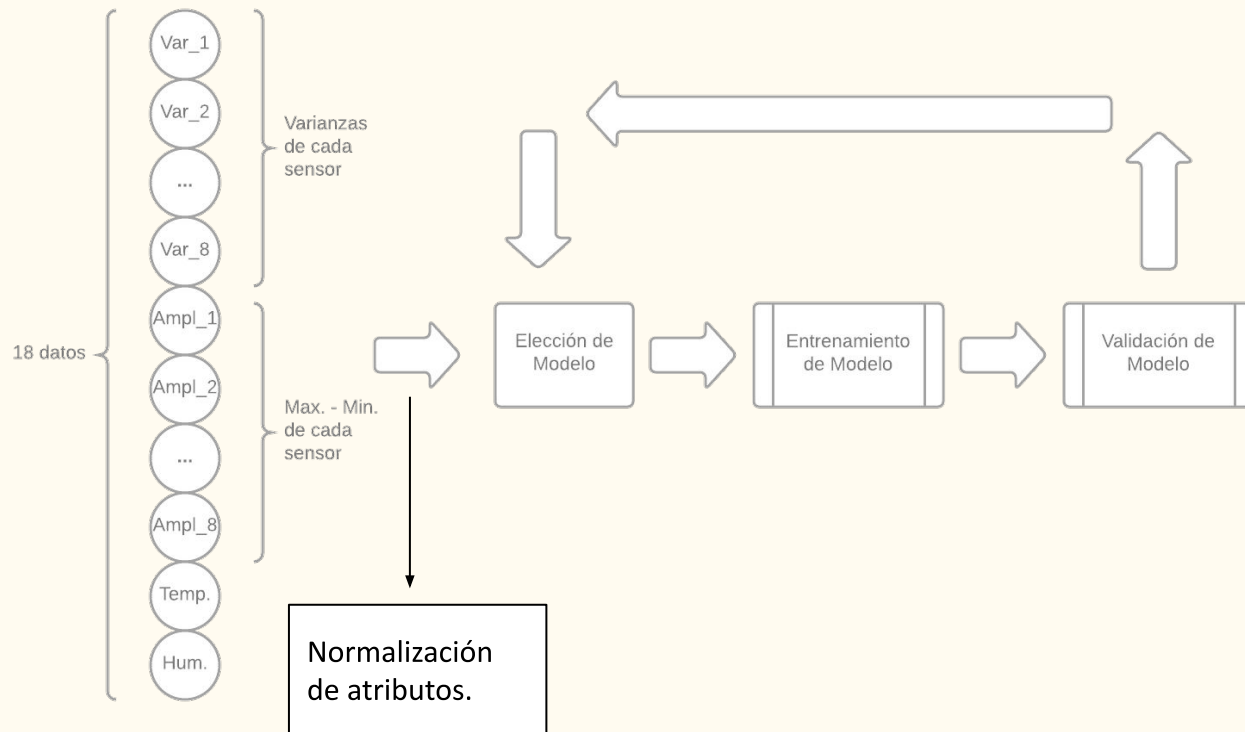 18 datos
Var_1
Var_2
...
Var_8
Ampl_1
Ampl_2
...
Ampl_8
Temp.
Hum.
Varianzas
de cada
sensor
Max. - Min.
de cada
sensor
Normalización
de atributos.
Elección de
Modelo
Entrenamiento
de Modelo
Validación de
Modelo